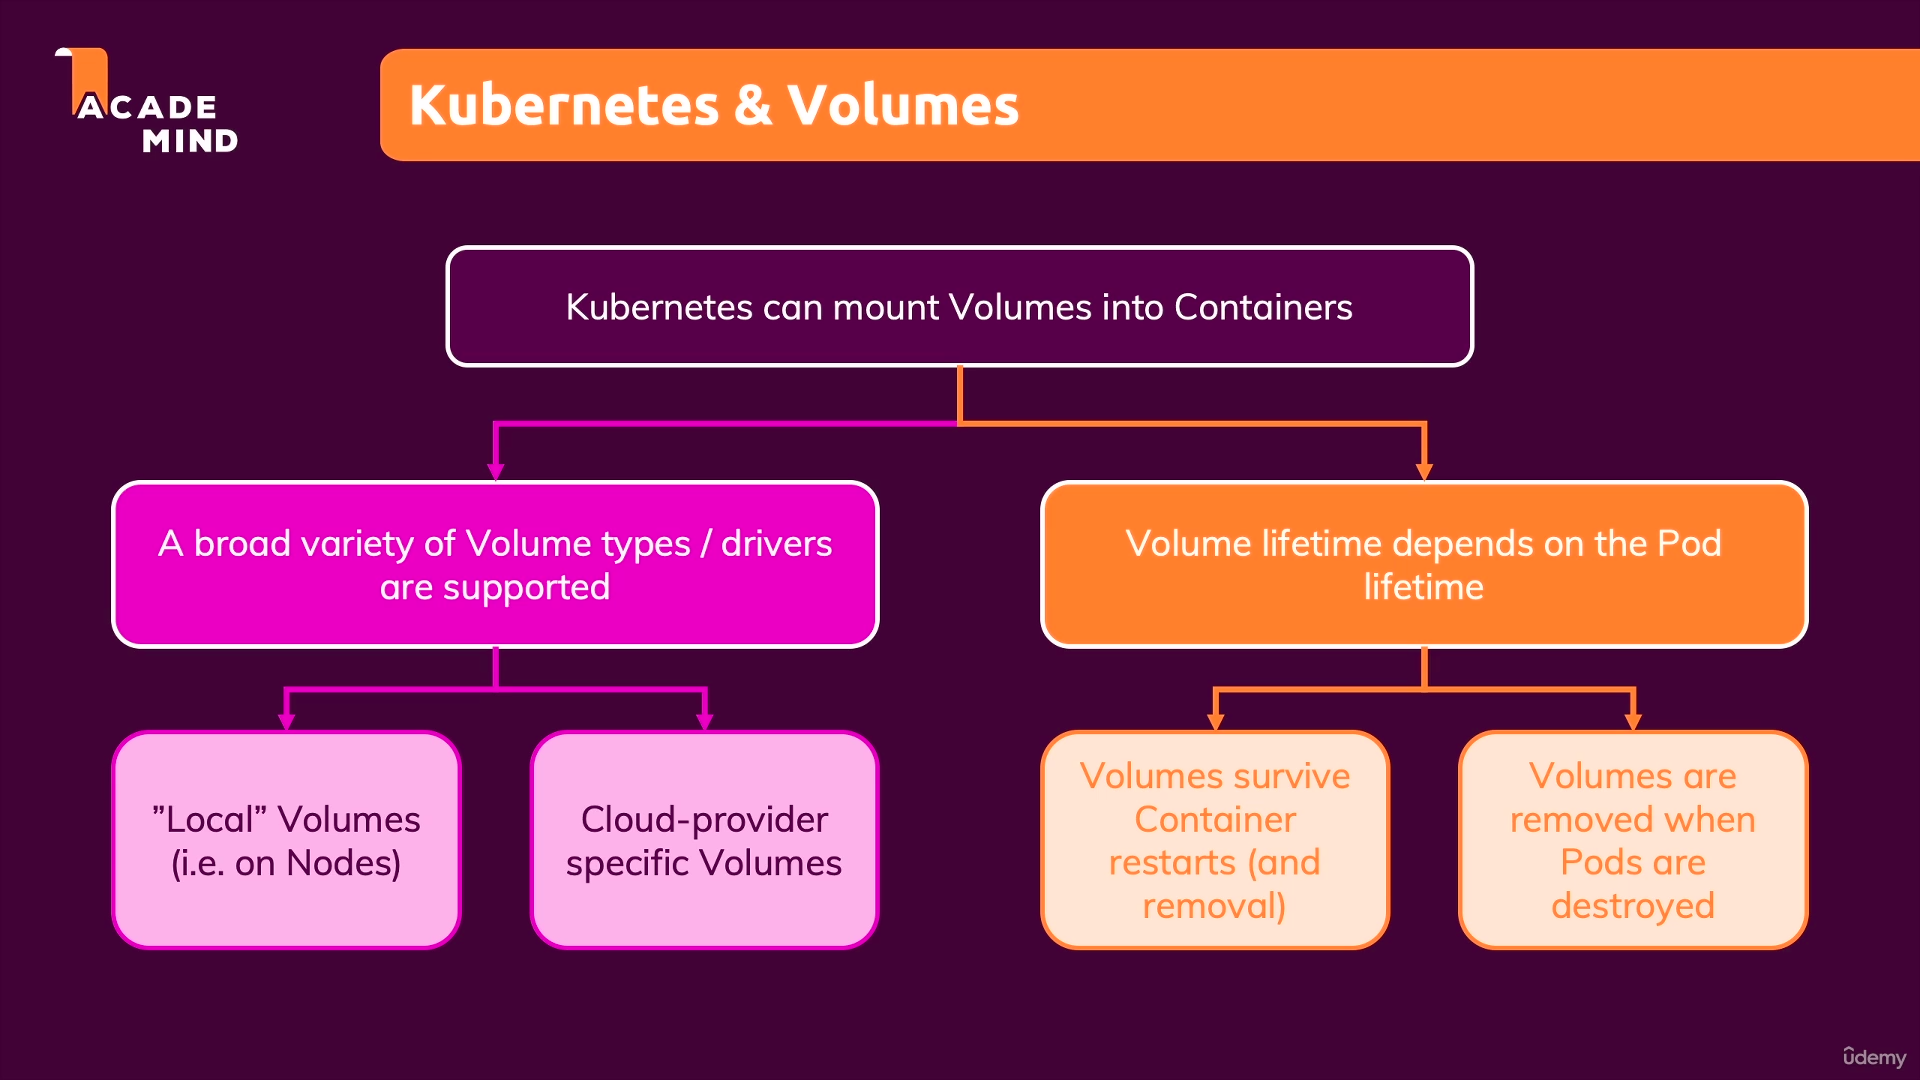 ACADE
MIND
Kubernetes & Volumes
Kubernetes can mount Volumes into Containers
A broad variety of Volume types / drivers
are supported
Volume lifetime depends on the Pod
lifetime
”Local” Volumes
(i.e. on Nodes)
Cloud-provider
specific Volumes
Volumes survive
Container
restarts (and
removal)
Volumes are
removed when
Pods are
destroyed
ûdemy